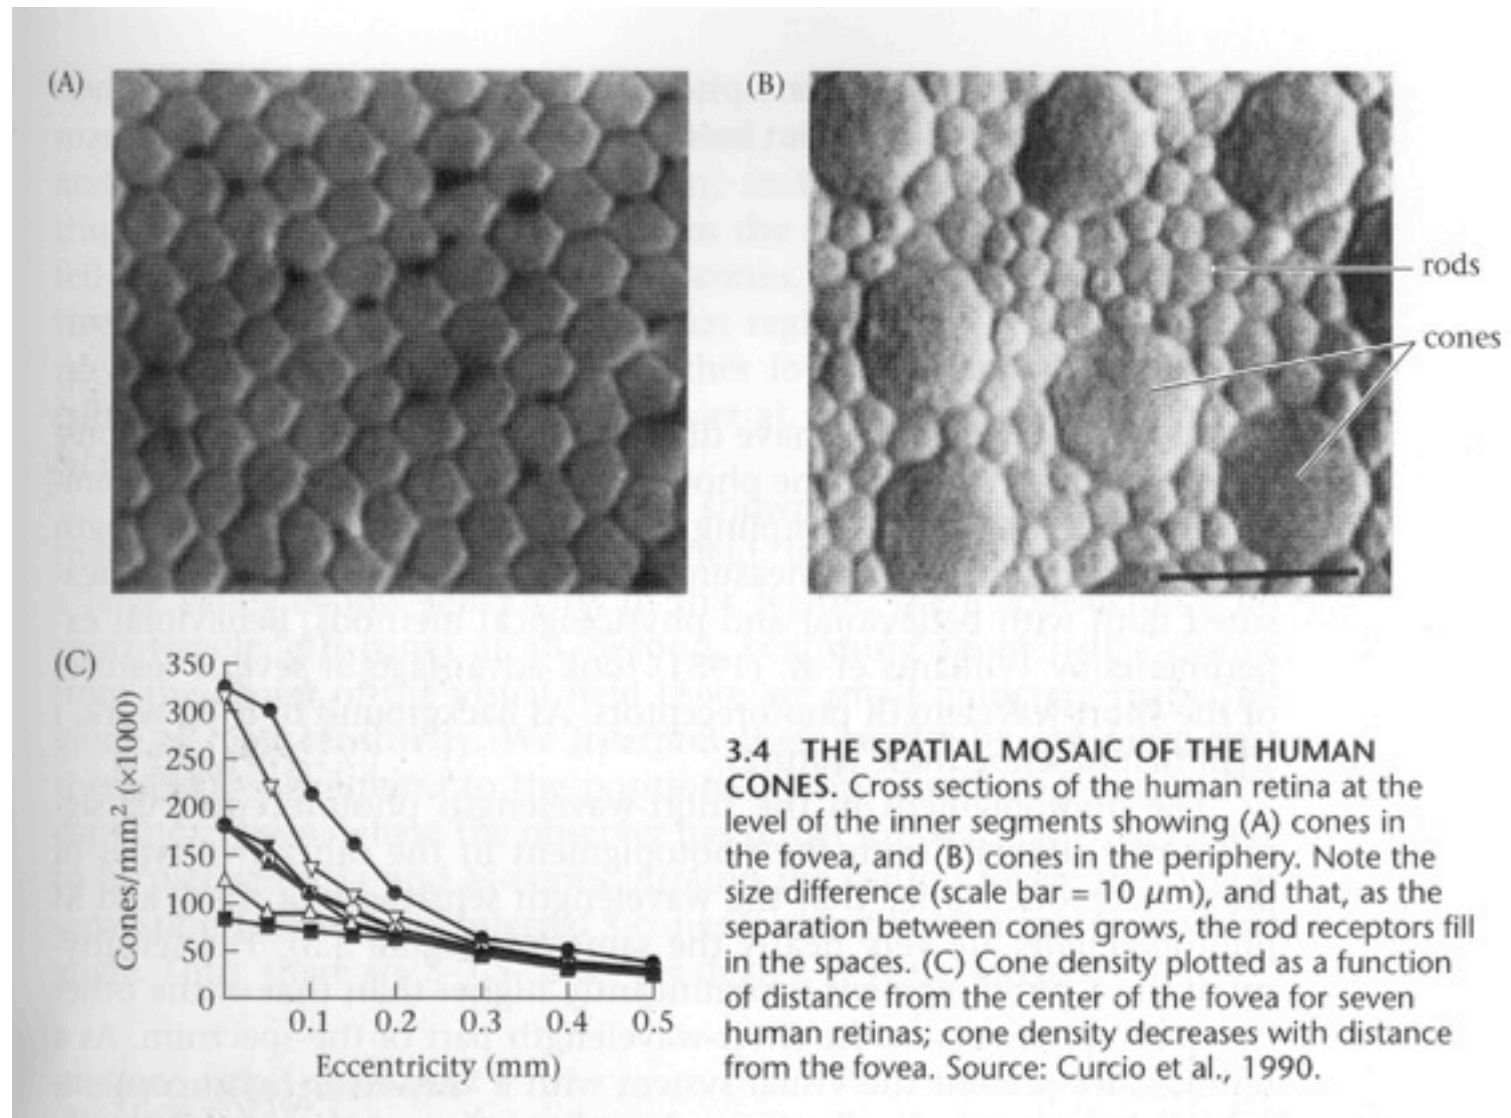 (A)
(B)
rods
cones
(C)
350
300
250
200
150
100
50
0
Cones/mm² (×1000)
0.1 0.2 0.3 0.4 0.5
Eccentricity (mm)
3.4 THE SPATIAL MOSAIC OF THE HUMAN
CONES. Cross sections of the human retina at the
level of the inner segments showing (A) cones in
the fovea, and (B) cones in the periphery. Note the
size difference (scale bar = 10 μm), and that, as the
separation between cones grows, the rod receptors fill
in the spaces. (C) Cone density plotted as a function
of distance from the center of the fovea for seven
human retinas; cone density decreases with distance
from the fovea. Source: Curcio et al., 1990.